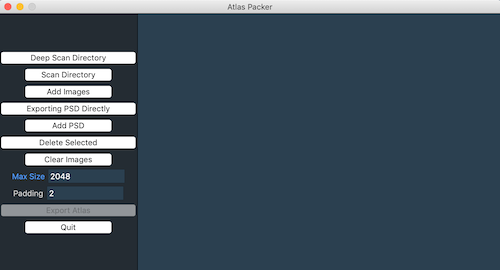 Atlas Packer
Deep Scan Directory
Scan Directory
Add Images
Exporting PSD Directly
Add PSD
Delete Selected
Clear Images
Max Size 2048
Padding 2
Export Atlas
Quit